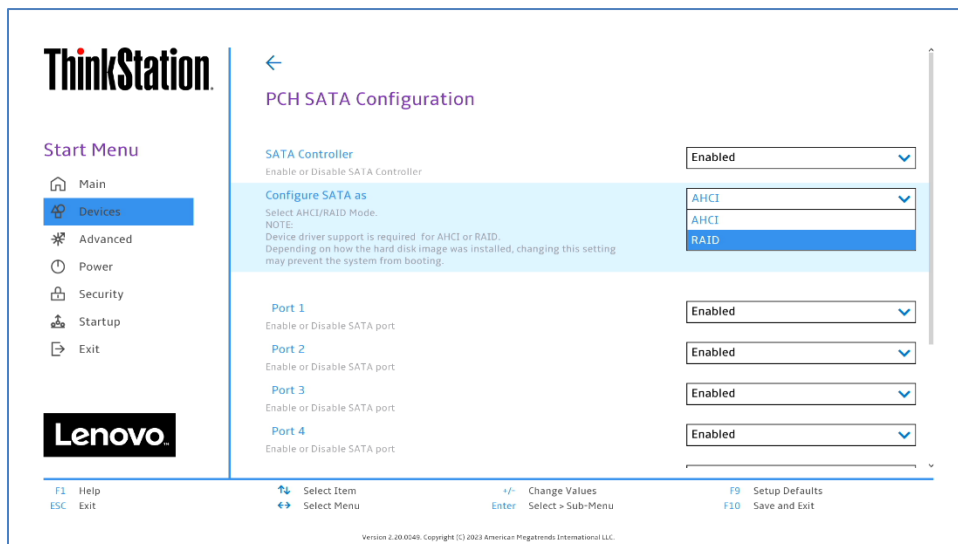 ThinkStation
PCH SATA Configuration
Start Menu
Main
Devices
Advanced
Power
Security
Startup
Exit
SATA Controller
Enable or Disable SATA Controller
Enabled
Configure SATA as
Select AHCI/RAID Mode.
NOTE:
Device driver support is required for AHCI or RAID.
Depending on how the hard disk image was installed, changing this setting
may prevent the system from booting.
AHCI
AHCI
RAID
Port 1
Enable or Disable SATA port
Enabled
Port 2
Enable or Disable SATA port
Enabled
Port 3
Enable or Disable SATA port
Enabled
Port 4
Enable or Disable SATA port
Enabled
Lenovo™
F1 Help
ESC Exit
Select Item
Select Menu
+/- Change Values
Enter Select > Sub-Menu
F9 Setup Defaults
F10 Save and Exit
Version 2.20.0049. Copyright (C) 2023 American Megatrends International LLC.